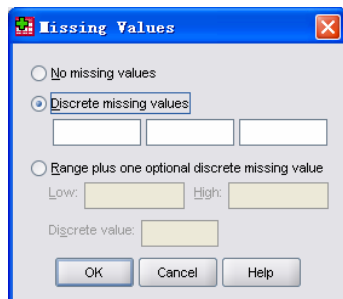 Missing Values
No missing values
Discrete missing values
Range plus one optional discrete missing value
Low: High:
Discrete value:
OK Cancel Help